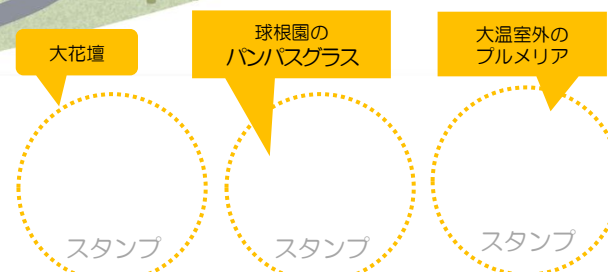 大花壇
球根園の
パンパスグラス
大温室外の
プルメリア
スタンプ
スタンプ
スタンプ